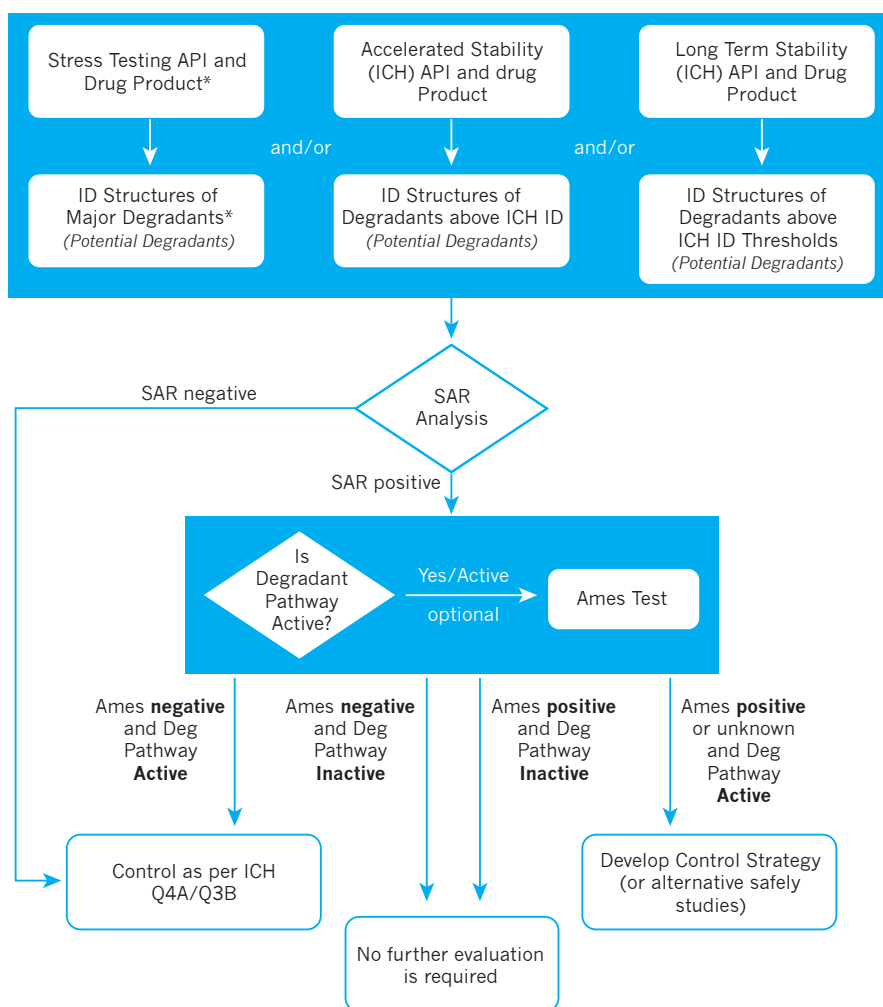 Stress Testing API and
Drug Product*
Accelerated Stability
(ICH) API and drug
Product
Long Term Stability
(ICH) API and Drug
Product
and/or
and/or
ID Structures of
Major Degradants*
(Potential Degradants)
ID Structures of
Degradants above ICH ID
(Potential Degradants)
ID Structures of
Degradants above
ICH ID Thresholds
(Potential Degradants)
SAR negative
SAR
Analysis
SAR positive
Is
Degradant
Pathway
Active?
Yes/Active
optional
Ames Test
Ames negative
and Deg
Pathway
Active
Ames negative
and Deg
Pathway
Inactive
Ames positive
and Deg
Pathway
Inactive
Ames positive
or unknown
and Deg
Pathway
Active
Control as per ICH
Q4A/Q3B
No further evaluation
is required
Develop Control Strategy
(or alternative safely
studies)